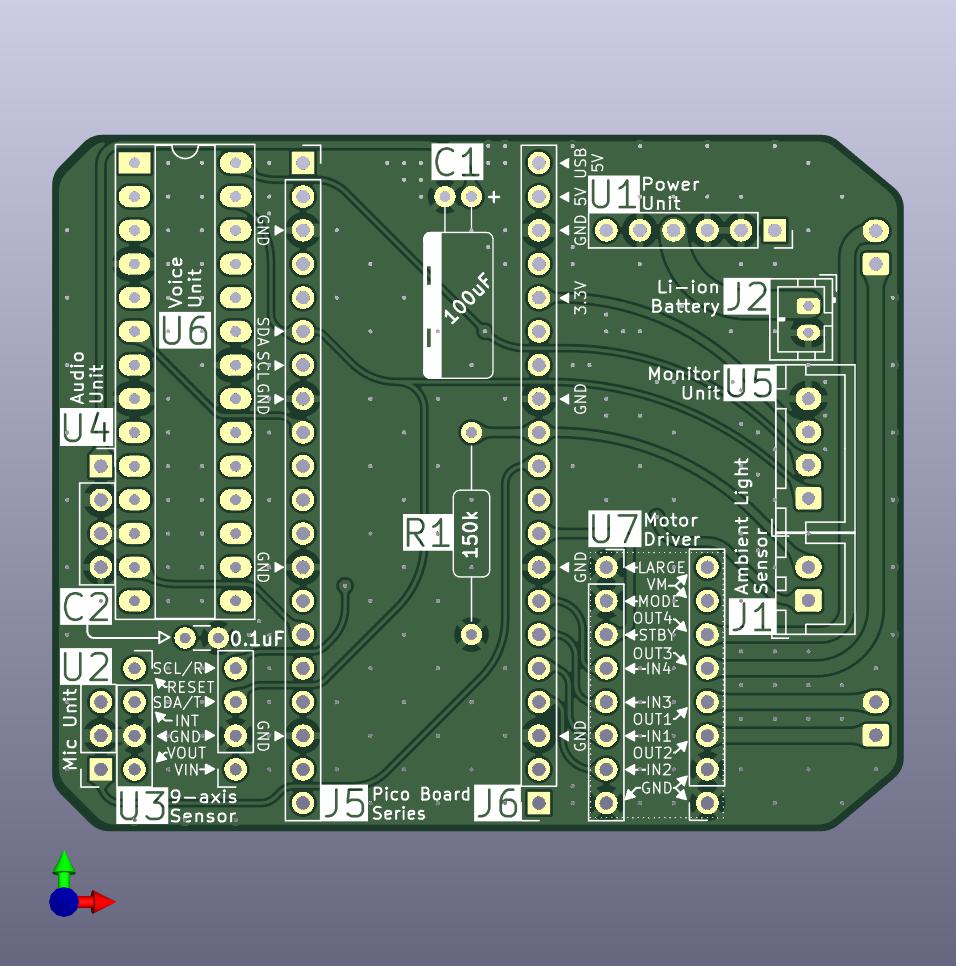 C1
+
100uF
USB
5V
5V
GND
3.3V
GND
GND
GND
U1
Power
Unit
Li-ion
Battery
J2
Monitor
Unit
U5
Ambient Light
Sensor
J1
Voice
Unit
U6
GND
SDA
SCL
GND
GND
GND
Audio
Unit
U4
R1
150k
U7
Motor
Driver
LARGE
VM
MODE
OUT4
STBY
OUT3
IN4
IN3
OUT1
IN1
OUT2
IN2
GND
C2
0.1uF
U2
Mic Unit
SCL/R
RESET
SDA/T
INT
GND
VOUT
VIN
U3
9-axis
Sensor
J5
Pico Board
Series
J6